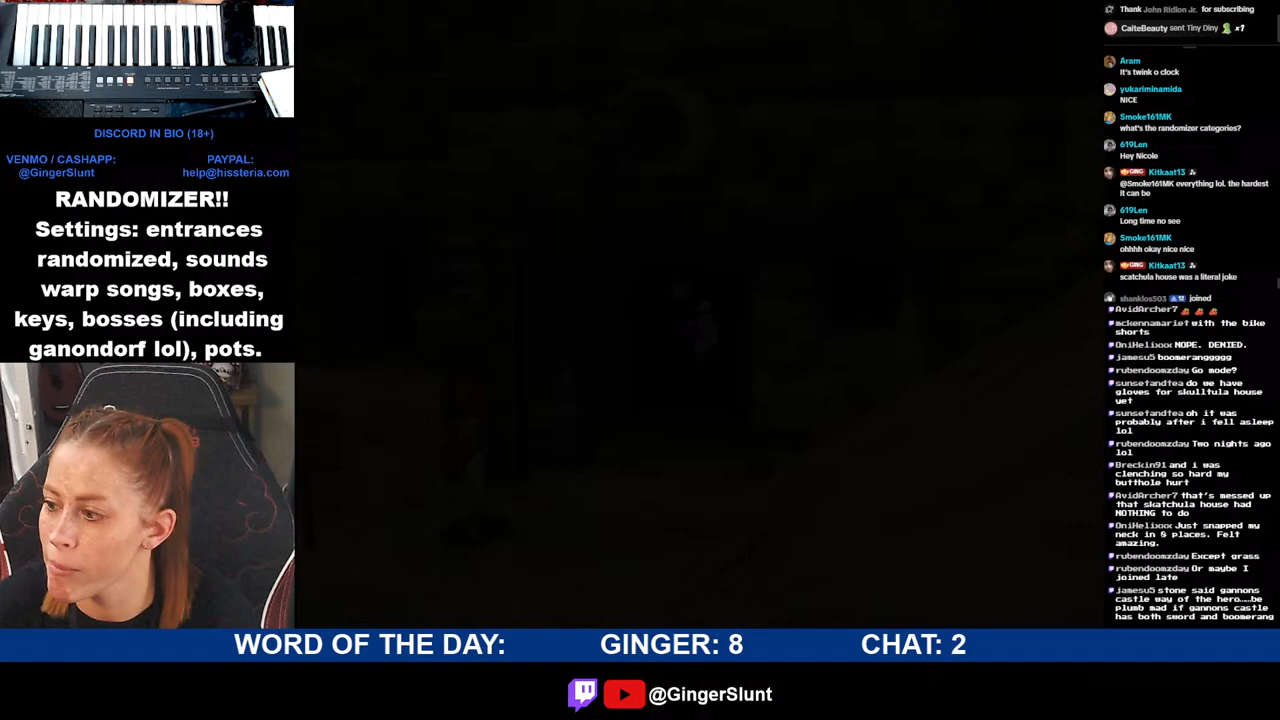 DISCORD IN BIO (18+)
VENMO / CASHAPP:
@GingerSlunt
PAYPAL:
help@hissteria.com
RANDOMIZER!!
Settings: entrances
randomized, sounds
warp songs, boxes,
keys, bosses (including
ganondorf lol), pots.
Thank John Ridion Jr. for subscribing
CaiteBeauty sent Tiny Diny x1
Aram
It's twink o clock
yukariminamida
NICE
Smoke161MK
what's the randomizer categories?
619Len
Hey Nicole
Kitkaat13
@Smoke161MK everything lol. the hardest
it can be
619Len
Long time no see
Smoke161MK
ohhhh okay nice nice
Kitkaat13
scatchula house was a literal joke
shanklos503 12 joined
AvidArcher7
mckennamariet with the bike
shorts
OniHelixxx NOPE. DENIED.
jamesu5 boomeranggggg
rubendoomzday Go mode?
sunsetandtea do we have
gloves for skulltula house
yet
sunsetandtea oh it was
probably after i fell asleep
lol
rubendoomzday Two nights ago
lol
Breckin91 and i was
clenching so hard my
butthole hurt
AvidArcher7 that's messed up
that skatchula house had
NOTHING to do
OniHelixxx Just snapped my
neck in 8 places. Felt
amazing.
rubendoomzday Except grass
rubendoomzday Or maybe I
joined late
jamesu5 stone said gannons
castle way of the hero.....be
plumb mad if gannons castle
has both sword and boomerang
WORD OF THE DAY: GINGER: 8 CHAT: 2
@GingerSlunt